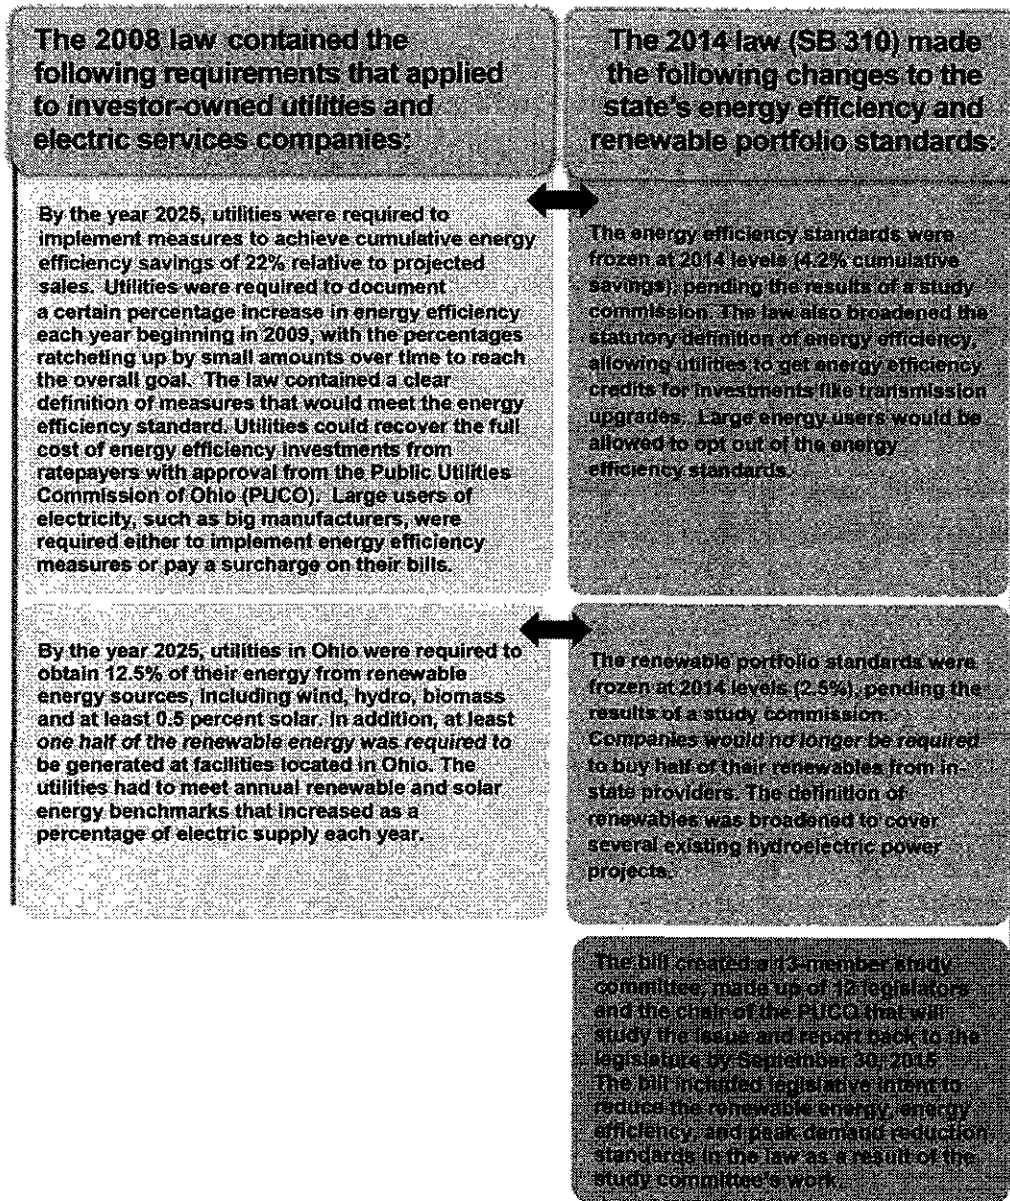 The 2008 law contained the
following requirements that applied
to investor-owned utilities and
electric services companies:
The 2014 law (SB 310) made
the following changes to the
state's energy efficiency and
renewable portfolio standards:
By the year 2025, utilities were required to
implement measures to achieve cumulative energy
efficiency savings of 22% relative to projected
sales. Utilities were required to document
a certain percentage increase in energy efficiency
each year beginning in 2009, with the percentages
ratcheting up by small amounts over time to reach
the overall goal. The law contained a clear
definition of measures that would meet the energy
efficiency standard. Utilities could recover the full
cost of energy efficiency investments from
ratepayers with approval from the Public Utilities
Commission of Ohio (PUCO). Large users of
electricity, such as big manufacturers, were
required either to implement energy efficiency
measures or pay a surcharge on their bills.
The energy efficiency standards were
frozen at 2014 levels (4.2% cumulative
savings), pending the results of a study
commission. The law also broadened the
statutory definition of energy efficiency,
allowing utilities to get energy efficiency
credits for investments like transmission
upgrades. Large energy users would be
allowed to opt out of the energy
efficiency standards.
By the year 2025, utilities in Ohio were required to
obtain 12.5% of their energy from renewable
energy sources, including wind, hydro, biomass
and at least 0.5 percent solar. In addition, at least
one half of the renewable energy was required to
be generated at facilities located in Ohio. The
utilities had to meet annual renewable and solar
energy benchmarks that increased as a
percentage of electric supply each year.
The renewable portfolio standards were
frozen at 2014 levels (2.5%), pending the
results of a study commission.
Companies would no longer be required
to buy half of their renewables from in-
state providers. The definition of
renewables was broadened to cover
several existing hydroelectric power
projects.
The bill created a 13-member study
committee, made up of 12 legislators
and the chair of the PUCO that will
study the issue and report back to the
legislature by September 30, 2015.
The bill included legislative intent to
reduce the renewable energy, energy
efficiency, and peak demand reduction
standards in the law as a result of the
study committee's work.